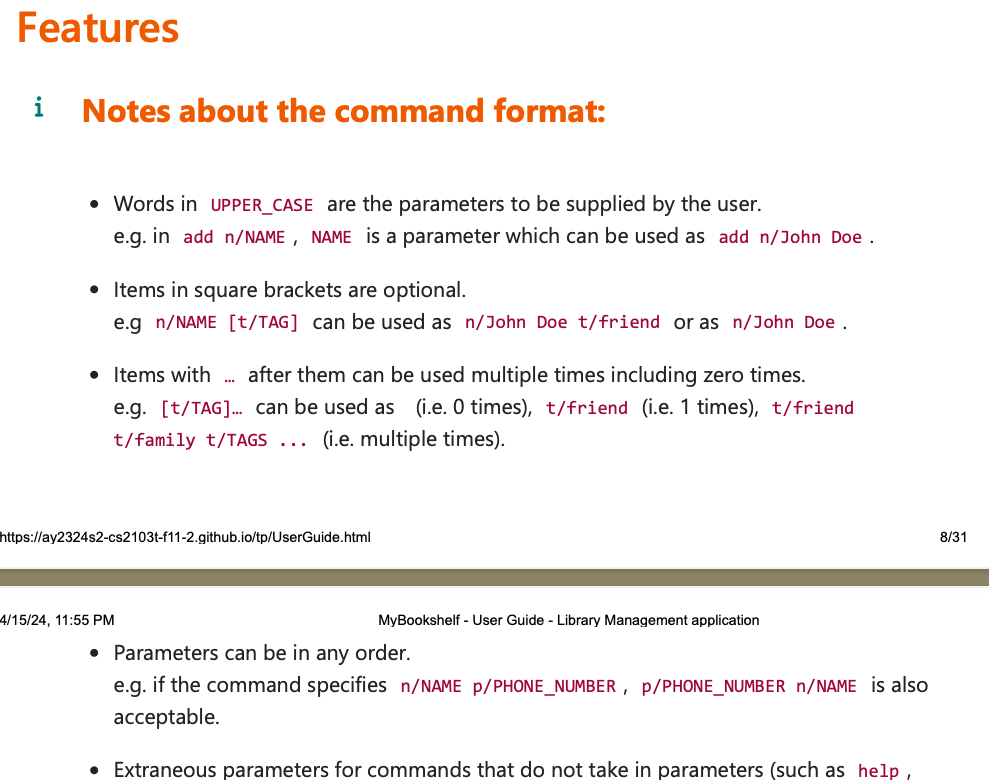 Features
i Notes about the command format:
• Words in UPPER_CASE are the parameters to be supplied by the user.
e.g. in add n/NAME , NAME is a parameter which can be used as add n/John Doe .
• Items in square brackets are optional.
e.g n/NAME [t/TAG] can be used as n/John Doe t/friend or as n/John Doe .
• Items with … after them can be used multiple times including zero times.
e.g. [t/TAG]… can be used as (i.e. 0 times), t/friend (i.e. 1 times), t/friend
t/family t/TAGS ... (i.e. multiple times).
https://ay2324s2-cs2103t-f11-2.github.io/tp/UserGuide.html 8/31
4/15/24, 11:55 PM MyBookshelf - User Guide - Library Management application
• Parameters can be in any order.
e.g. if the command specifies n/NAME p/PHONE_NUMBER , p/PHONE_NUMBER n/NAME is also
acceptable.
• Extraneous parameters for commands that do not take in parameters (such as help ,